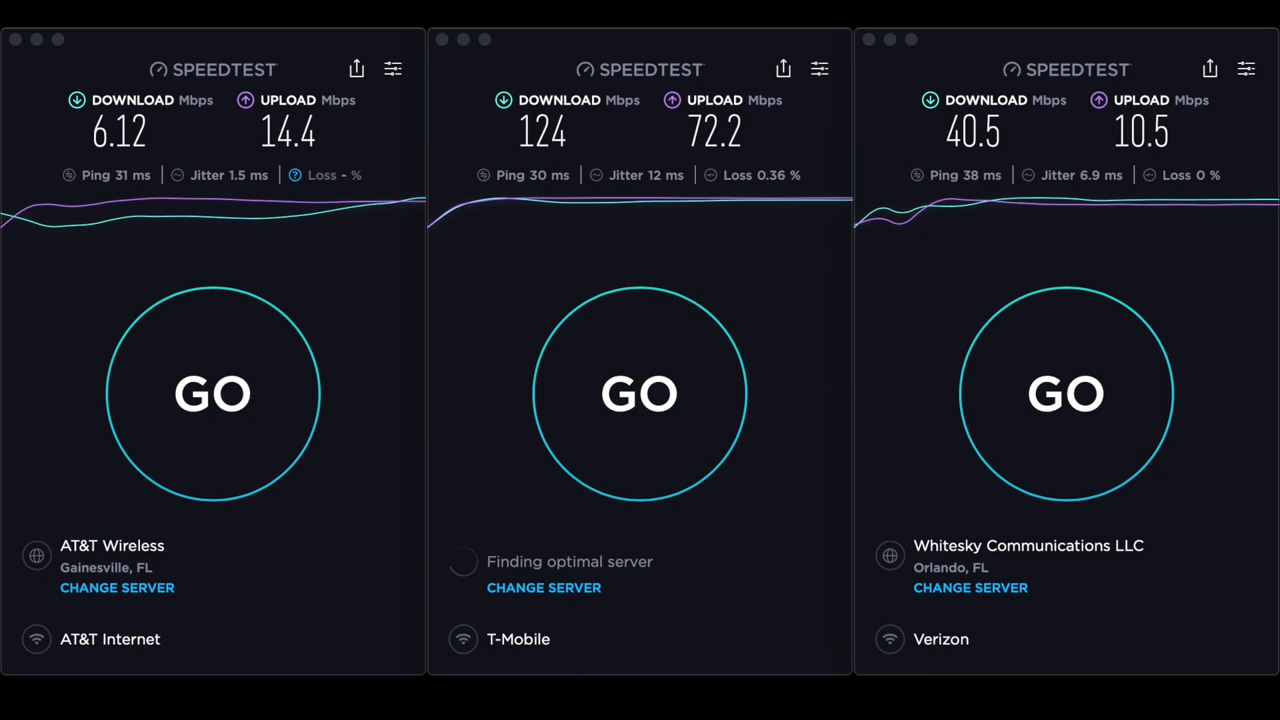 SPEEDTEST
DOWNLOAD Mbps UPLOAD Mbps
6.12 14.4
Ping 31 ms Jitter 1.5 ms ? Loss - %
GO
AT&T Wireless
Gainesville, FL
CHANGE SERVER
AT&T Internet
SPEEDTEST
DOWNLOAD Mbps UPLOAD Mbps
124 72.2
Ping 30 ms Jitter 12 ms Loss 0.36 %
GO
Finding optimal server
CHANGE SERVER
T-Mobile
SPEEDTEST
DOWNLOAD Mbps UPLOAD Mbps
40.5 10.5
Ping 38 ms Jitter 6.9 ms Loss 0 %
GO
Whitesky Communications LLC
Orlando, FL
CHANGE SERVER
Verizon